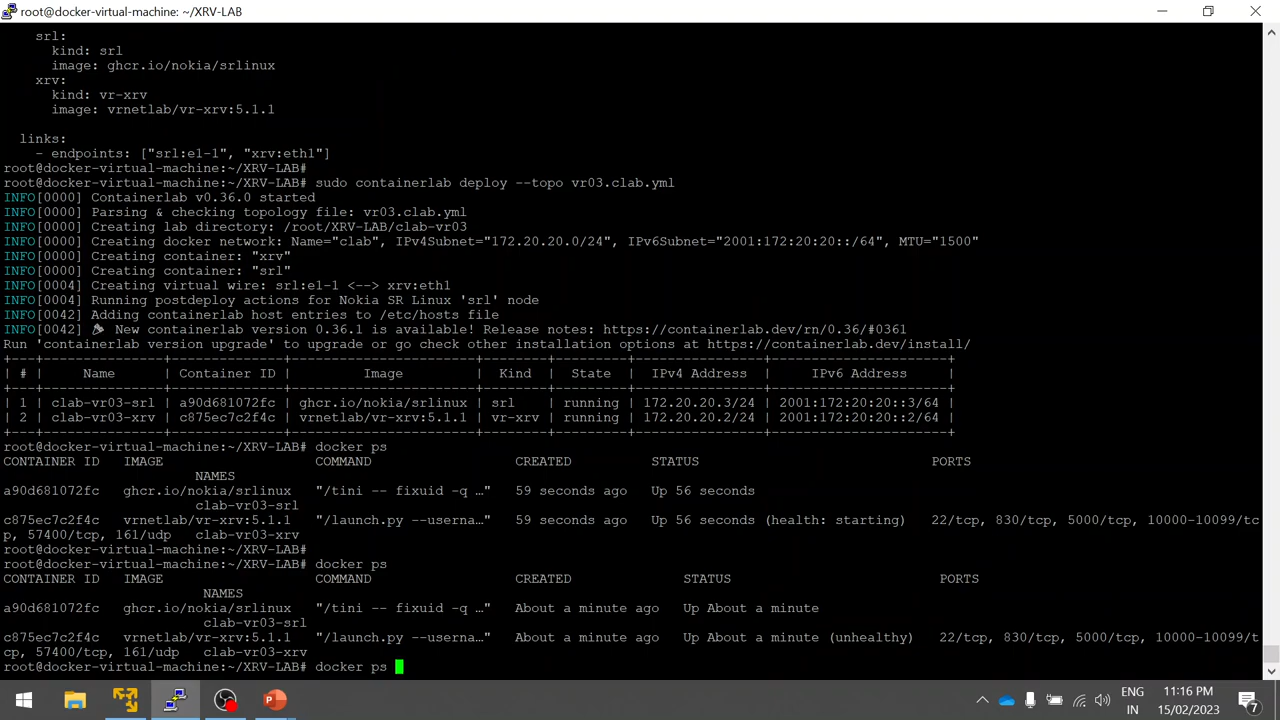 root@docker-virtual-machine: ~/XRV-LAB
srl:
kind: srl
image: ghcr.io/nokia/srlinux
xrv:
kind: vr-xrv
image: vrnetlab/vr-xrv:5.1.1
links:
- endpoints: ["srl:e1-1", "xrv:eth1"]
root@docker-virtual-machine:~/XRV-LAB#
root@docker-virtual-machine:~/XRV-LAB# sudo containerlab deploy --topo vr03.clab.yml
INFO[0000] Containerlab v0.36.0 started
INFO[0000] Parsing & checking topology file: vr03.clab.yml
INFO[0000] Creating lab directory: /root/XRV-LAB/clab-vr03
INFO[0000] Creating docker network: Name="clab", IPv4Subnet="172.20.20.0/24", IPv6Subnet="2001:172:20:20::/64", MTU="1500"
INFO[0000] Creating container: "xrv"
INFO[0000] Creating container: "srl"
INFO[0004] Creating virtual wire: srl:e1-1 <--> xrv:eth1
INFO[0004] Running postdeploy actions for Nokia SR Linux 'srl' node
INFO[0042] Adding containerlab host entries to /etc/hosts file
INFO[0042] 🎉 New containerlab version 0.36.1 is available! Release notes: https://containerlab.dev/rn/0.36/#0361
Run 'containerlab version upgrade' to upgrade or go check other installation options at https://containerlab.dev/install/
+---+---------------+--------------+-----------------------+--------+---------+----------------+----------------------+
| # | Name | Container ID | Image | Kind | State | IPv4 Address | IPv6 Address |
+---+---------------+--------------+-----------------------+--------+---------+----------------+----------------------+
| 1 | clab-vr03-srl | a90d681072fc | ghcr.io/nokia/srlinux | srl | running | 172.20.20.3/24 | 2001:172:20:20::3/64 |
| 2 | clab-vr03-xrv | c875ec7c2f4c | vrnetlab/vr-xrv:5.1.1 | vr-xrv | running | 172.20.20.2/24 | 2001:172:20:20::2/64 |
+---+---------------+--------------+-----------------------+--------+---------+----------------+----------------------+
root@docker-virtual-machine:~/XRV-LAB# docker ps
CONTAINER ID IMAGE COMMAND CREATED STATUS PORTS
NAMES
a90d681072fc ghcr.io/nokia/srlinux "/tini -- fixuid -q …" 59 seconds ago Up 56 seconds
clab-vr03-srl
c875ec7c2f4c vrnetlab/vr-xrv:5.1.1 "/launch.py --userna…" 59 seconds ago Up 56 seconds (health: starting) 22/tcp, 830/tcp, 5000/tcp, 10000-10099/tc
p, 57400/tcp, 161/udp clab-vr03-xrv
root@docker-virtual-machine:~/XRV-LAB#
root@docker-virtual-machine:~/XRV-LAB# docker ps
CONTAINER ID IMAGE COMMAND CREATED STATUS PORTS
NAMES
a90d681072fc ghcr.io/nokia/srlinux "/tini -- fixuid -q …" About a minute ago Up About a minute
clab-vr03-srl
c875ec7c2f4c vrnetlab/vr-xrv:5.1.1 "/launch.py --userna…" About a minute ago Up About a minute (unhealthy) 22/tcp, 830/tcp, 5000/tcp, 10000-10099/tc
p, 57400/tcp, 161/udp clab-vr03-xrv
root@docker-virtual-machine:~/XRV-LAB# docker ps
ENG
IN
11:16 PM
15/02/2023
7